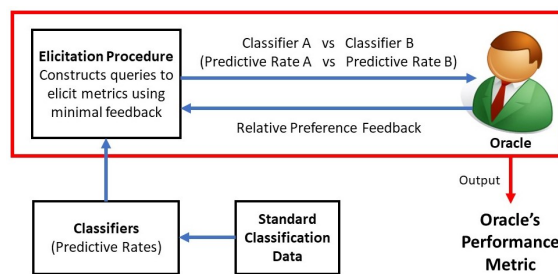 Elicitation Procedure
Constructs queries to
elicit metrics using
minimal feedback
Classifier A vs Classifier B
(Predictive Rate A vs Predictive Rate B)
Relative Preference Feedback
Oracle
Output
Classifiers
(Predictive Rates)
Standard
Classification
Data
Oracle's
Performance
Metric